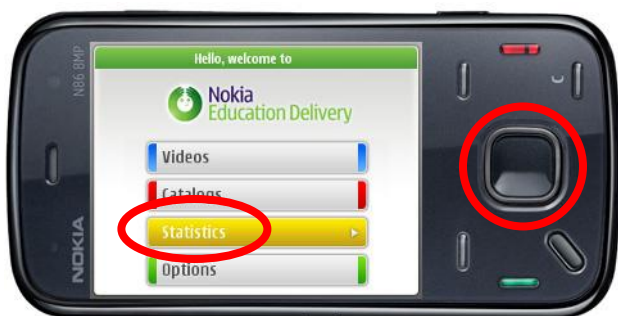 N86 8MP
NOKIA
Hello, welcome to
Nokia
Education Delivery
Videos
Catalogs
Statistics
Options